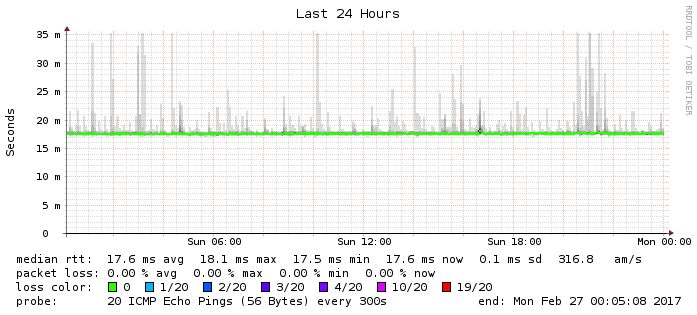 Last 24 Hours
RRDTOOL / TOBI OETIKER
Seconds
35 m
30 m
25 m
20 m
15 m
10 m
5 m
0
Sun 06:00 Sun 12:00 Sun 18:00 Mon 00:00
median rtt: 17.6 ms avg 18.1 ms max 17.5 ms min 17.6 ms now 0.1 ms sd 316.8 am/s
packet loss: 0.00 % avg 0.00 % max 0.00 % min 0.00 % now
loss color: 0 1/20 2/20 3/20 4/20 10/20 19/20
probe: 20 ICMP Echo Pings (56 Bytes) every 300s end: Mon Feb 27 00:05:08 2017